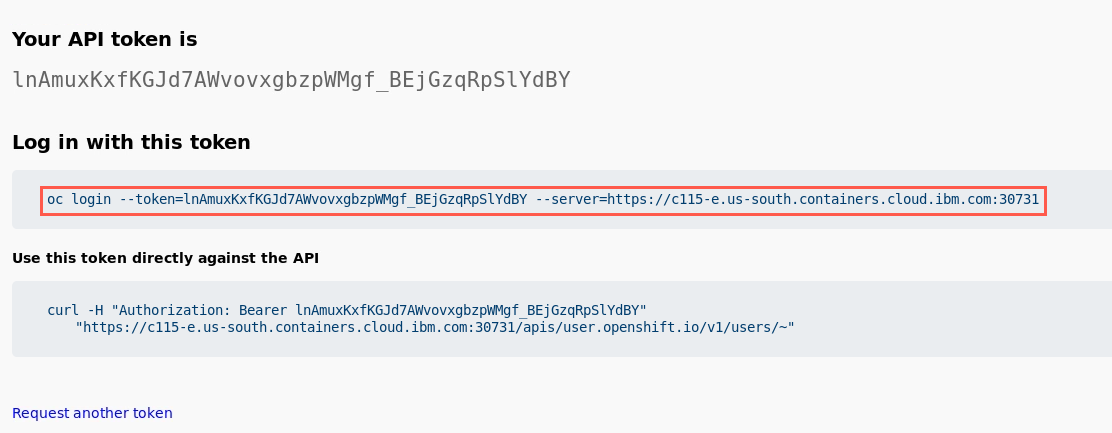 Your API token is
lnAmuxKxfKGJd7AWvovxgbzpWMgf_BEjGzqRpSlYdBY
Log in with this token
oc login --token=lnAmuxKxfKGJd7AWvovxgbzpWMgf_BEjGzqRpSlYdBY --server=https://c115-e.us-south.containers.cloud.ibm.com:30731
Use this token directly against the API
curl -H "Authorization: Bearer lnAmuxKxfKGJd7AWvovxgbzpWMgf_BEjGzqRpSlYdBY"
"https://c115-e.us-south.containers.cloud.ibm.com:30731/apis/user.openshift.io/v1/users/~"
Request another token